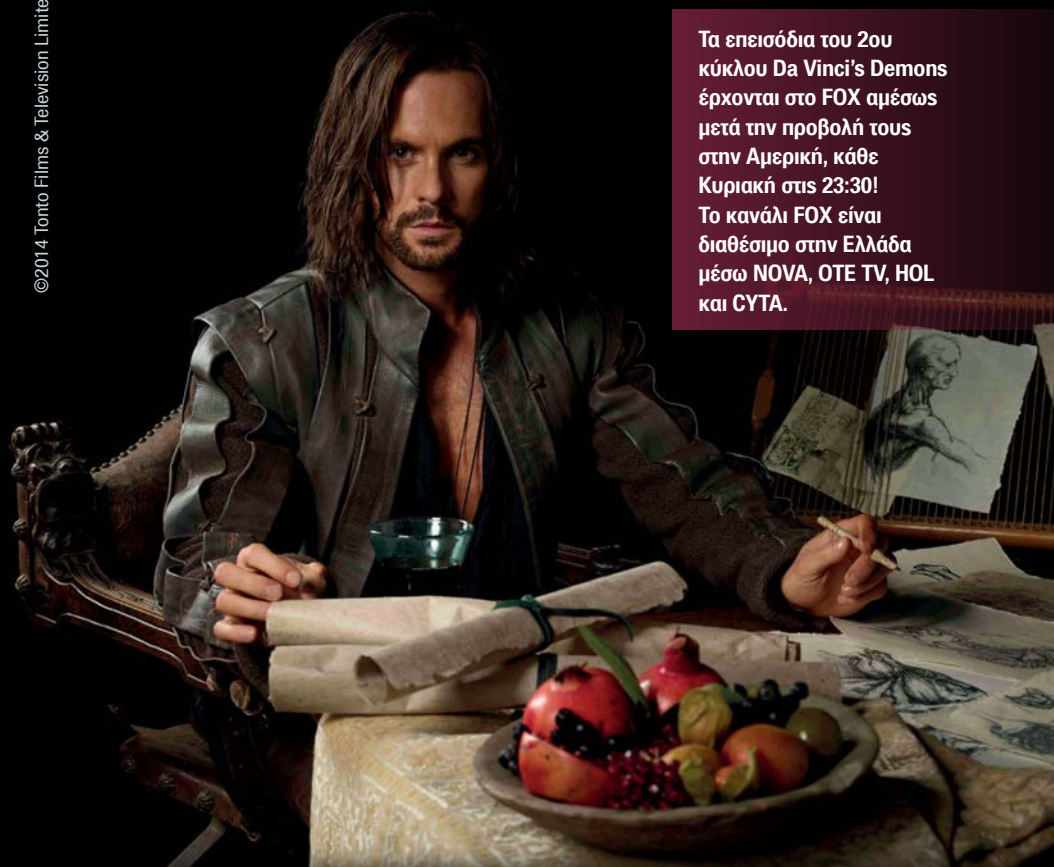 ©2014 Tonto Films & Television Limite
Τα επεισόδια του 2ου
κύκλου Da Vinci's Demons
έρχονται στο FOX αμέσως
μετά την προβολή τους
στην Αμερική, κάθε
Κυριακή στις 23:30!
Το κανάλι FOX είναι
διαθέσιμο στην Ελλάδα
μέσω NOVA, OTE TV, HOL
και CYTA.